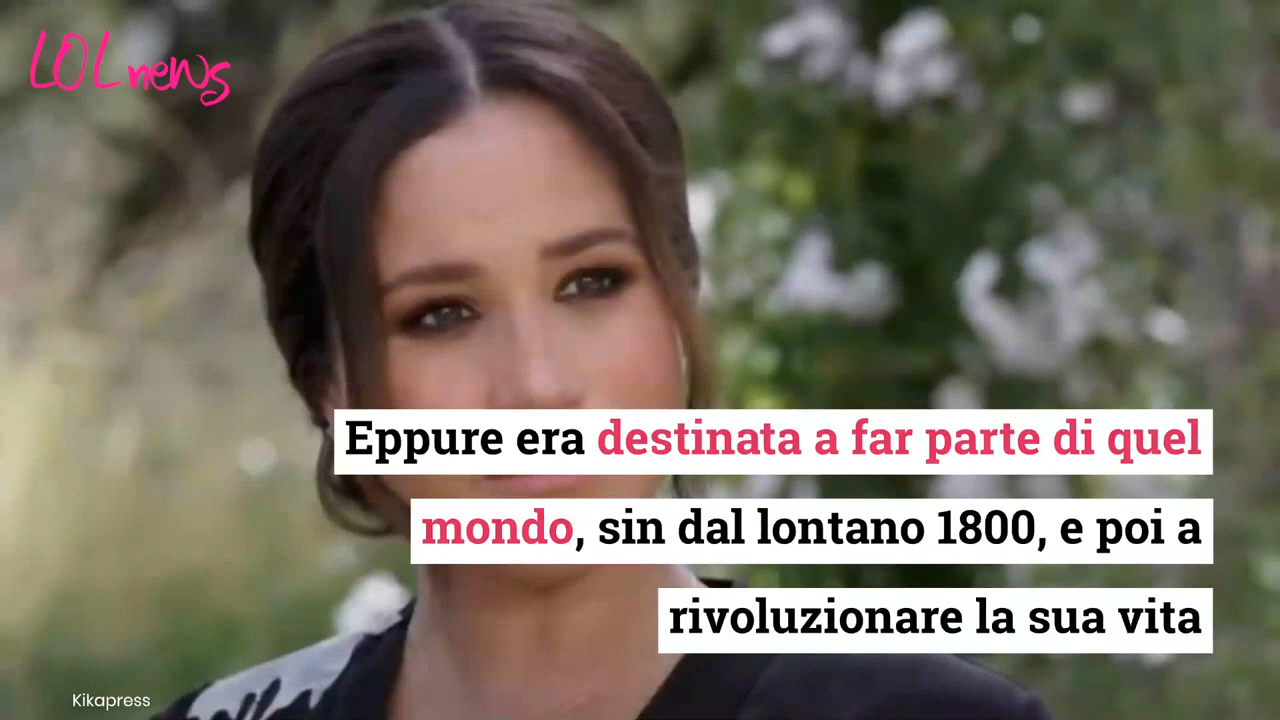 LOL news
Eppure era destinata a far parte di quel
mondo, sin dal lontano 1800, e poi a
rivoluzionare la sua vita
Kikapress